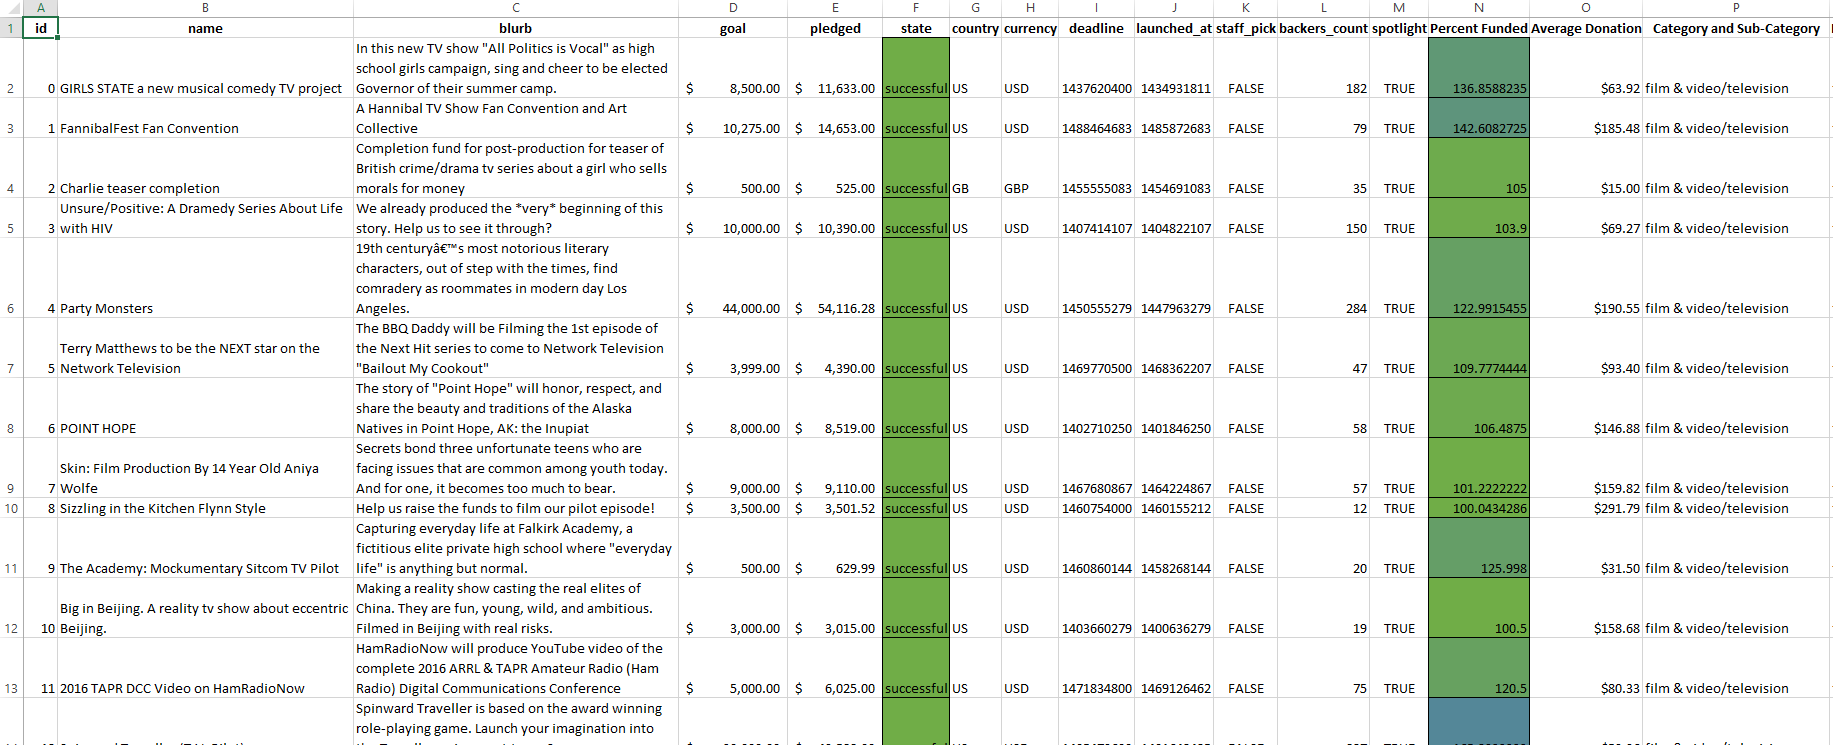 A B C D E F G H I J K L M N O P
1 id name blurb goal pledged state country currency deadline launched_at staff_pick backers_count spotlight Percent Funded Average Donation Category and Sub-Category
In this new TV show "All Politics is Vocal" as high
school girls campaign, sing and cheer to be elected
2 0 GIRLS STATE a new musical comedy TV project Governor of their summer camp. $ 8,500.00 $ 11,633.00 successful US USD 1437620400 1434931811 FALSE 182 TRUE 136.8588235 $63.92 film & video/television
A Hannibal TV Show Fan Convention and Art
3 1 FannibalFest Fan Convention Collective $ 10,275.00 $ 14,653.00 successful US USD 1488464683 1485872683 FALSE 79 TRUE 142.6082725 $185.48 film & video/television
Completion fund for post-production for teaser of
British crime/drama tv series about a girl who sells
4 2 Charlie teaser completion morals for money $ 500.00 $ 525.00 successful GB GBP 1455555083 1454691083 FALSE 35 TRUE 105 $15.00 film & video/television
Unsure/Positive: A Dramedy Series About Life We already produced the *very* beginning of this
5 3 with HIV story. Help us to see it through? $ 10,000.00 $ 10,390.00 successful US USD 1407414107 1404822107 FALSE 150 TRUE 103.9 $69.27 film & video/television
19th centuryâ€™s most notorious literary
characters, out of step with the times, find
comradery as roommates in modern day Los
6 4 Party Monsters Angeles. $ 44,000.00 $ 54,116.28 successful US USD 1450555279 1447963279 FALSE 284 TRUE 122.9915455 $190.55 film & video/television
The BBQ Daddy will be Filming the 1st episode of
Terry Matthews to be the NEXT star on the the Next Hit series to come to Network Television
7 5 Network Television "Bailout My Cookout" $ 3,999.00 $ 4,390.00 successful US USD 1469770500 1468362207 FALSE 47 TRUE 109.7774444 $93.40 film & video/television
The story of "Point Hope" will honor, respect, and
share the beauty and traditions of the Alaska
8 6 POINT HOPE Natives in Point Hope, AK: the Inupiat $ 8,000.00 $ 8,519.00 successful US USD 1402710250 1401846250 FALSE 58 TRUE 106.4875 $146.88 film & video/television
Secrets bond three unfortunate teens who are
Skin: Film Production By 14 Year Old Aniya facing issues that are common among youth today.
9 7 Wolfe And for one, it becomes too much to bear. $ 9,000.00 $ 9,110.00 successful US USD 1467680867 1464224867 FALSE 57 TRUE 101.2222222 $159.82 film & video/television
10 8 Sizzling in the Kitchen Flynn Style Help us raise the funds to film our pilot episode! $ 3,500.00 $ 3,501.52 successful US USD 1460754000 1460155212 FALSE 12 TRUE 100.0434286 $291.79 film & video/television
Capturing everyday life at Falkirk Academy, a
fictitious elite private high school where "everyday
11 9 The Academy: Mockumentary Sitcom TV Pilot life" is anything but normal. $ 500.00 $ 629.99 successful US USD 1460860144 1458268144 FALSE 20 TRUE 125.998 $31.50 film & video/television
Making a reality show casting the real elites of
Big in Beijing. A reality tv show about eccentric China. They are fun, young, wild, and ambitious.
12 10 Beijing. Filmed in Beijing with real risks. $ 3,000.00 $ 3,015.00 successful US USD 1403660279 1400636279 FALSE 19 TRUE 100.5 $158.68 film & video/television
HamRadioNow will produce YouTube video of the
complete 2016 ARRL & TAPR Amateur Radio (Ham
13 11 2016 TAPR DCC Video on HamRadioNow Radio) Digital Communications Conference $ 5,000.00 $ 6,025.00 successful US USD 1471834800 1469126462 FALSE 75 TRUE 120.5 $80.33 film & video/television
Spinward Traveller is based on the award winning
role-playing game. Launch your imagination into